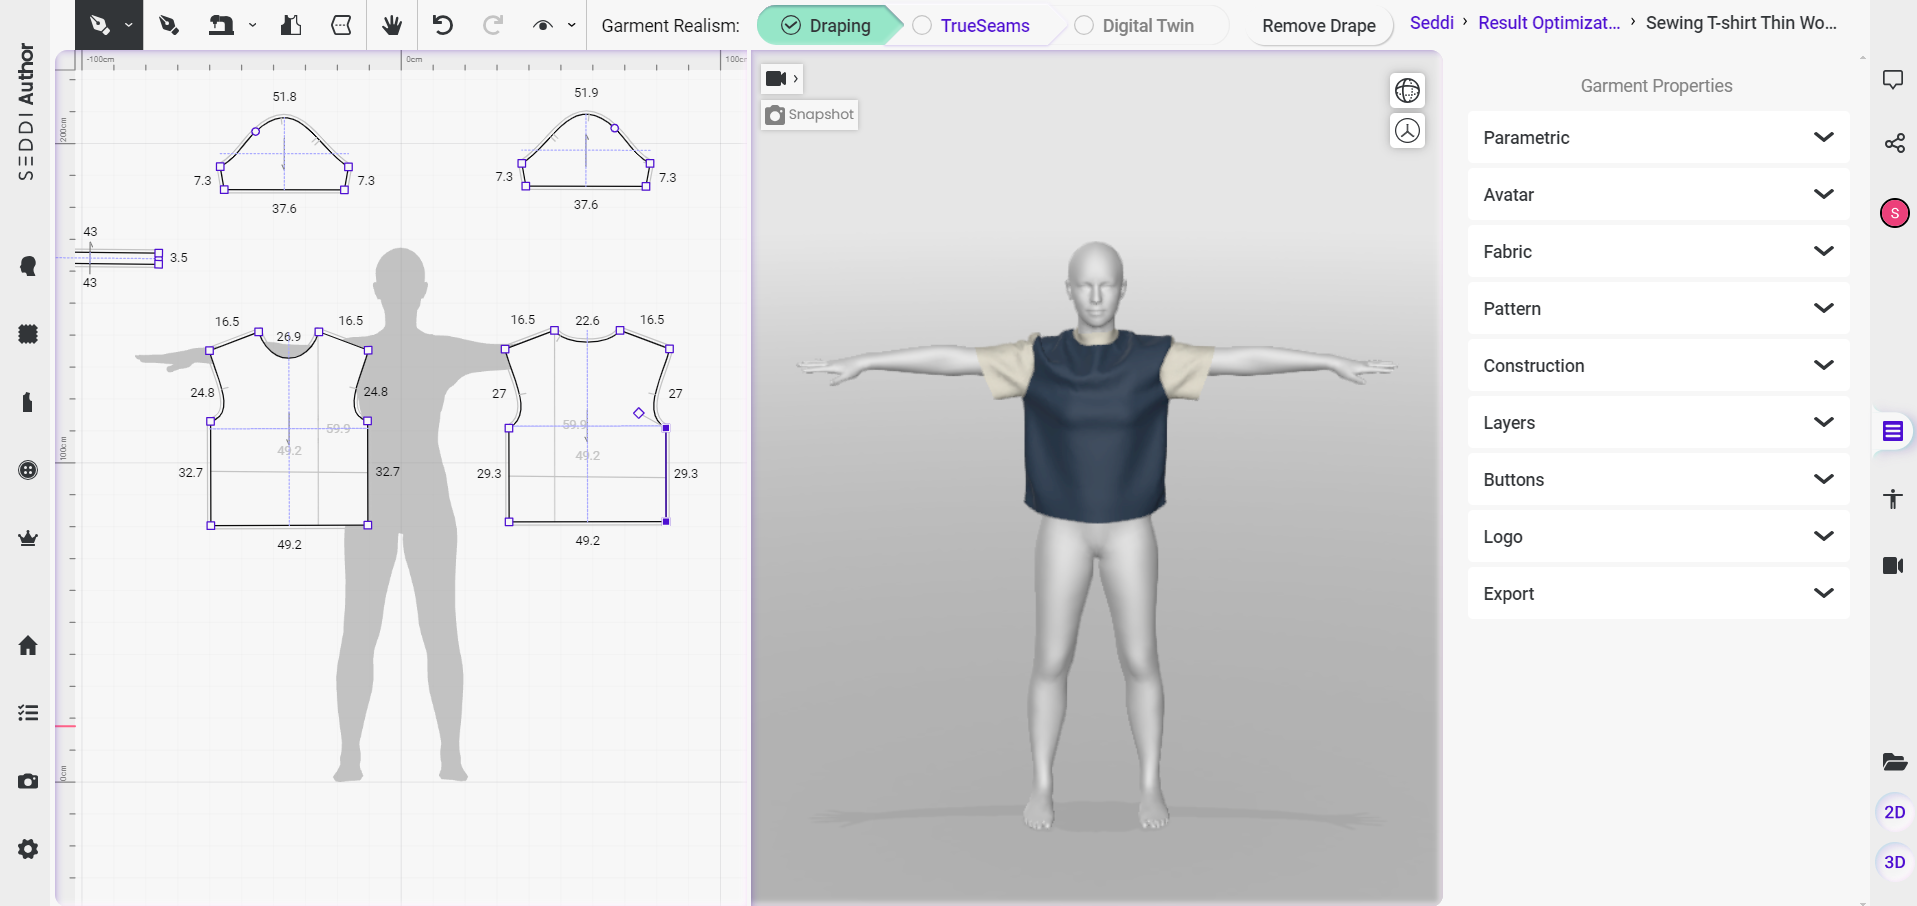 SEDDI Author
Garment Realism:
Draping
TrueSeams
Digital Twin
Remove Drape
Seddi › Result Optimizat... › Sewing T-shirt Thin Wo...
-100cm
0cm
100cm
200cm
100cm
0cm
51.8
7.3
7.3
37.6
51.9
7.3
7.3
37.6
43
3.5
43
16.5
26.9
16.5
24.8
24.8
59.9
49.2
32.7
32.7
49.2
16.5
22.6
16.5
27
27
59.9
49.2
29.3
29.3
49.2
Snapshot
Garment Properties
Parametric
Avatar
Fabric
Pattern
Construction
Layers
Buttons
Logo
Export
S
2D
3D